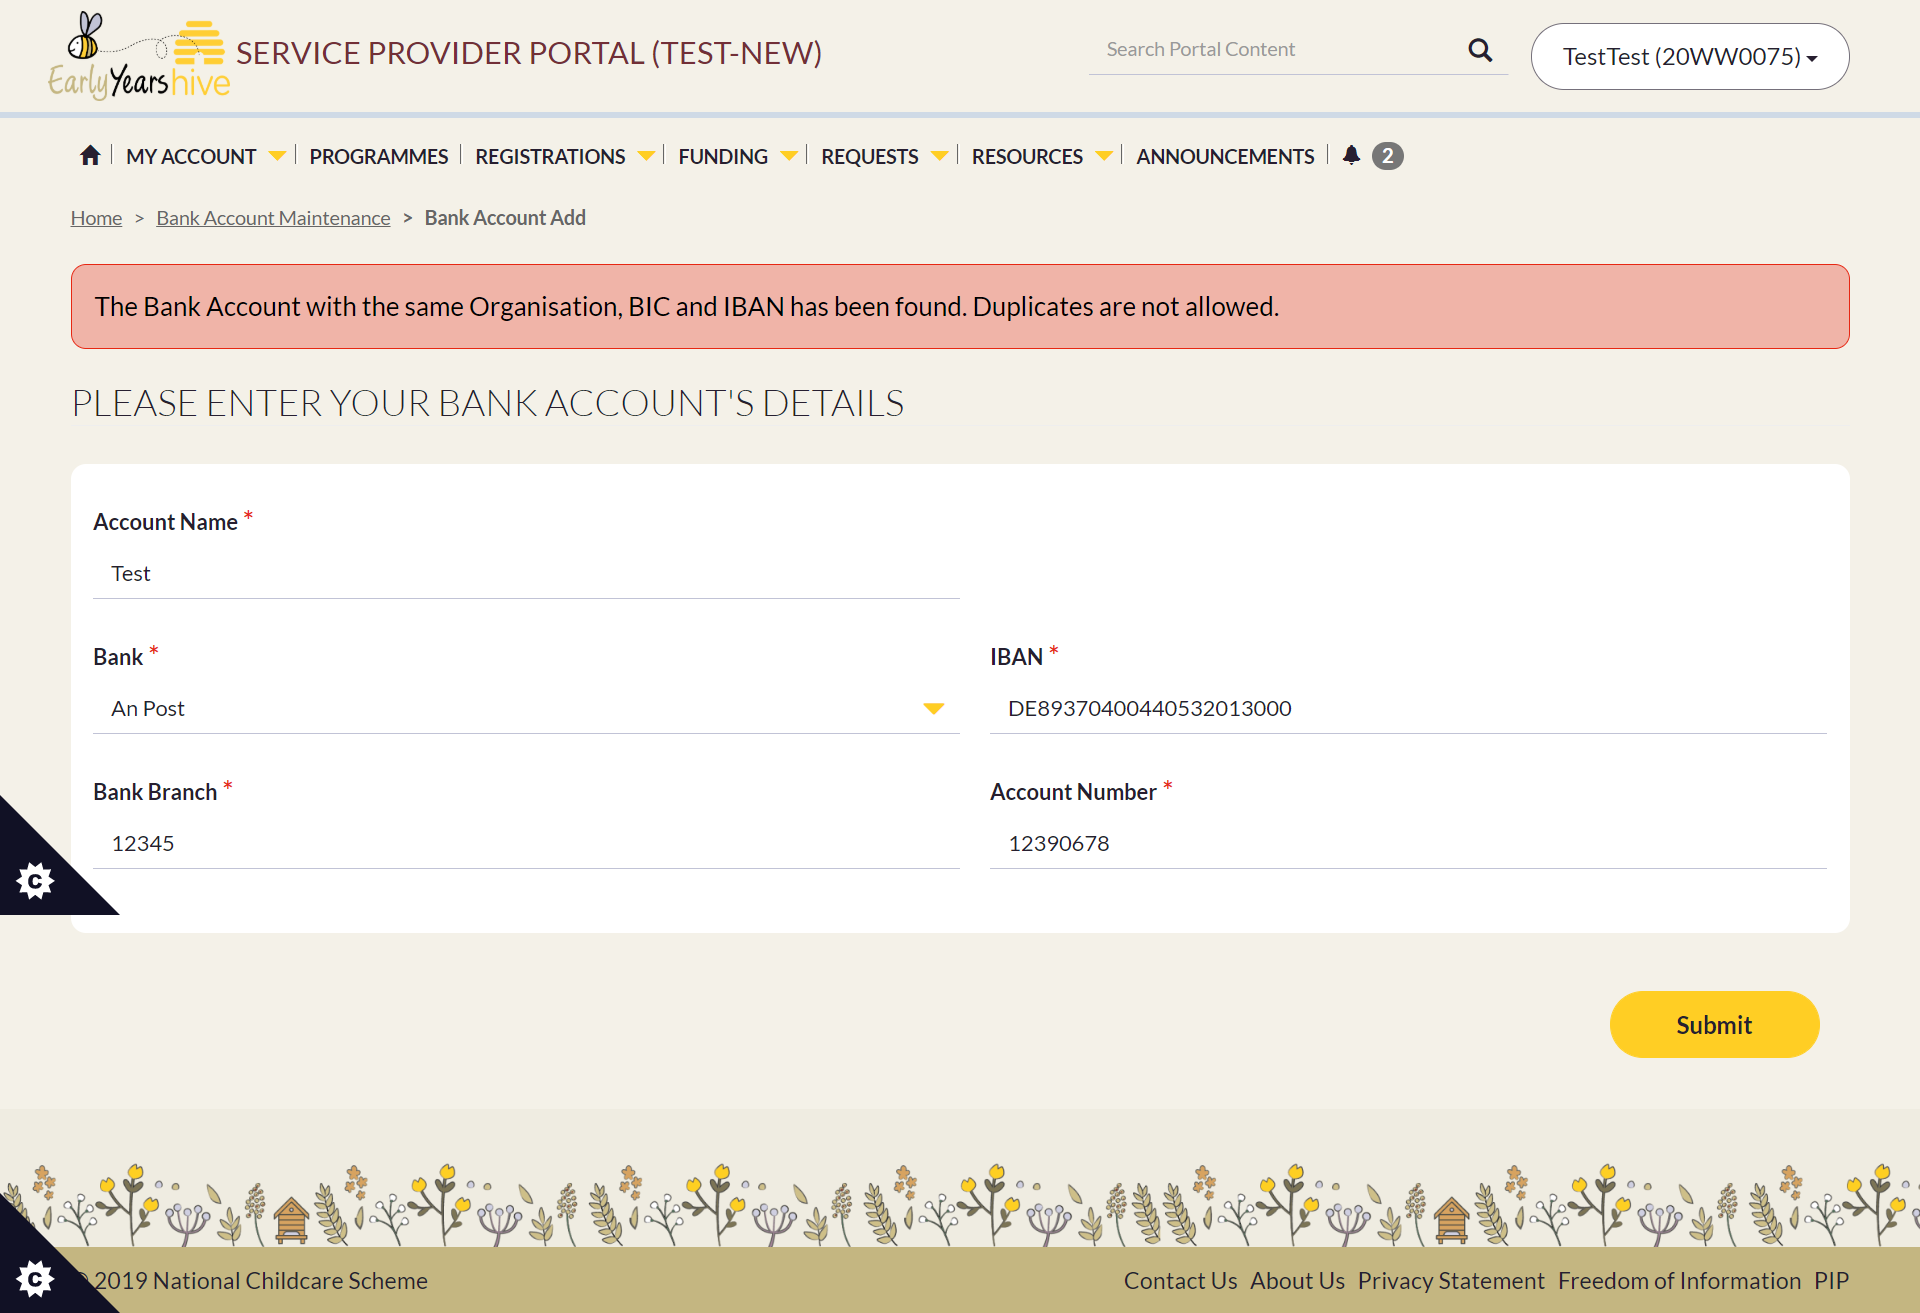 Early Years hive
SERVICE PROVIDER PORTAL (TEST-NEW)
Search Portal Content
TestTest (20WW0075)
MY ACCOUNT PROGRAMMES REGISTRATIONS FUNDING REQUESTS RESOURCES ANNOUNCEMENTS 2
Home > Bank Account Maintenance > Bank Account Add
The Bank Account with the same Organisation, BIC and IBAN has been found. Duplicates are not allowed.
PLEASE ENTER YOUR BANK ACCOUNT'S DETAILS
Account Name *
Test
Bank *
An Post
IBAN *
DE89370400440532013000
Bank Branch *
12345
Account Number *
12390678
C
Submit
C
© 2019 National Childcare Scheme
Contact Us About Us Privacy Statement Freedom of Information PIP